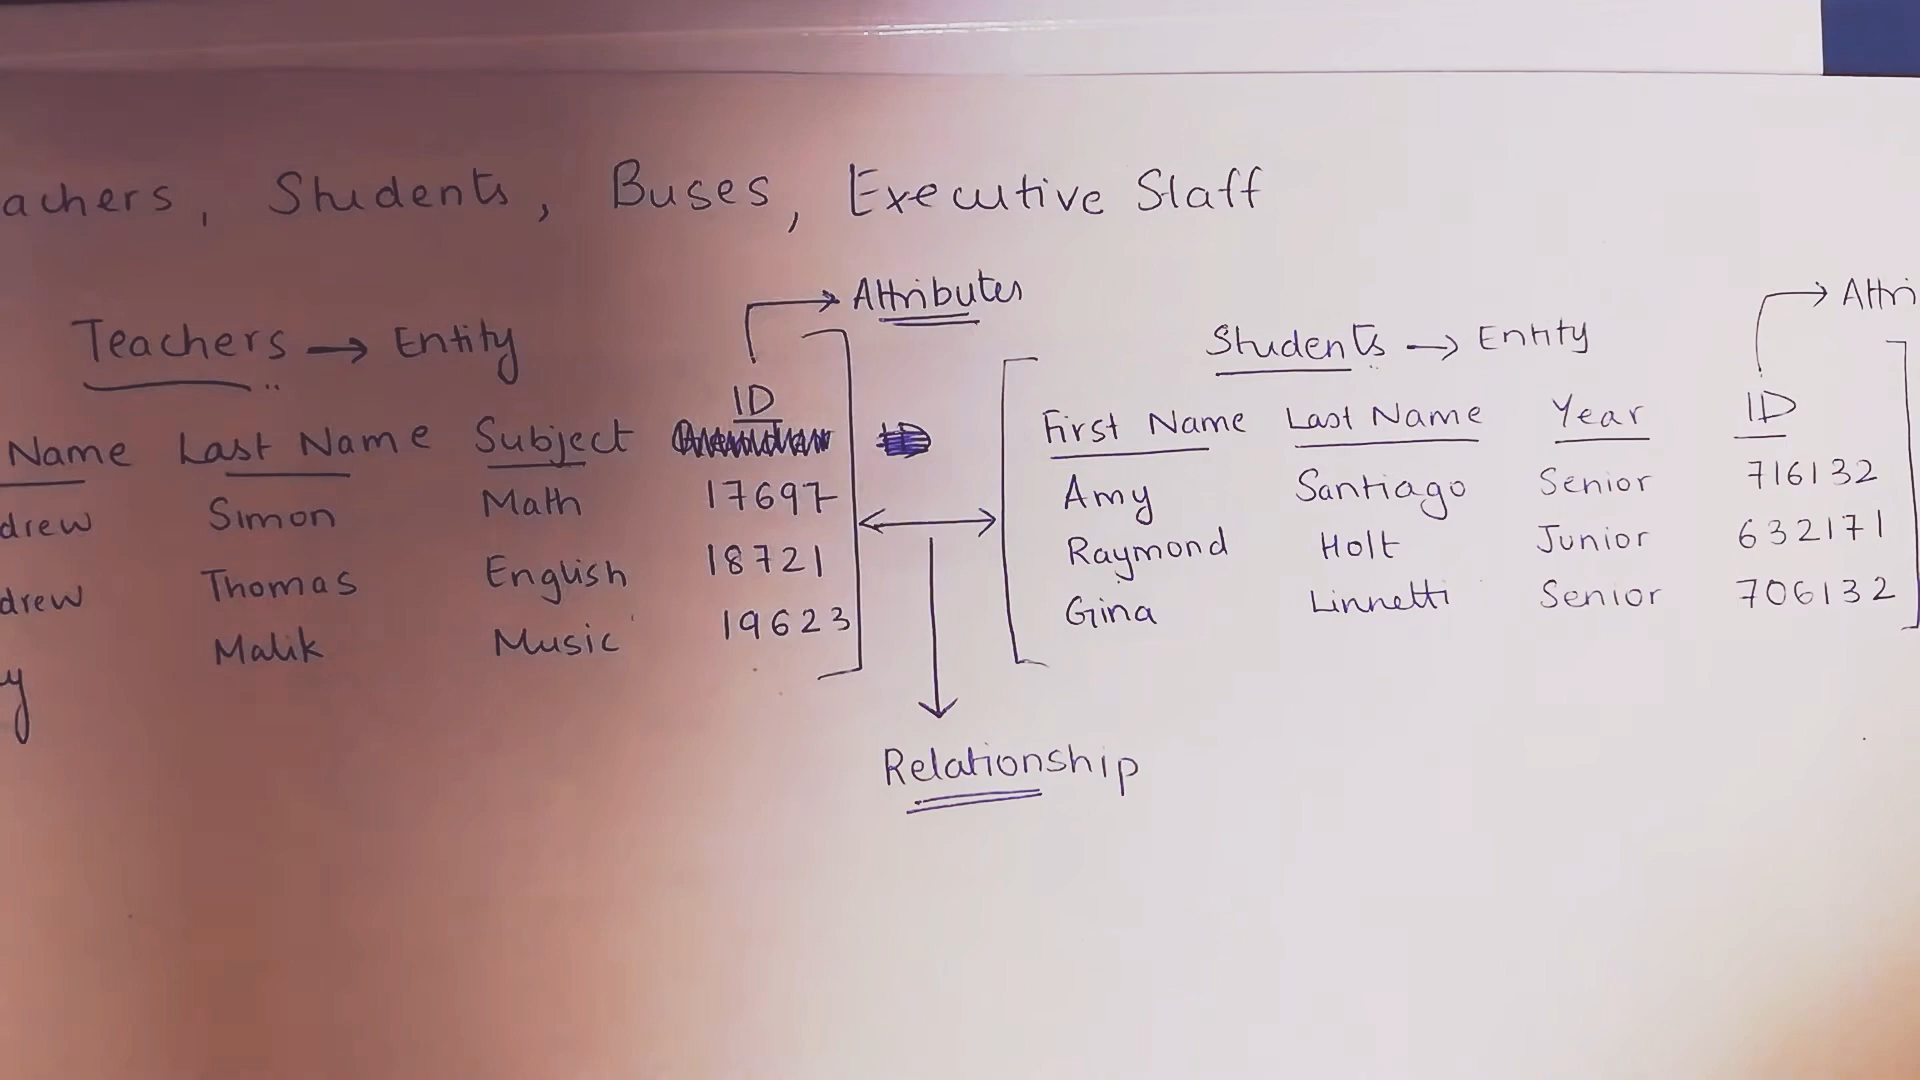 achers, Students, Buses, Executive Staff
Attributes
Attri
Teachers → Entity
Students → Entity
Name Last Name Subject ID
First Name Last Name Year ID
drew Simon Math 17697
Amy Santiago Senior 716132
drew Thomas English 18721
Raymond Holt Junior 632171
y Malik Music 19623
Gina Linnetti Senior 706132
Relationship